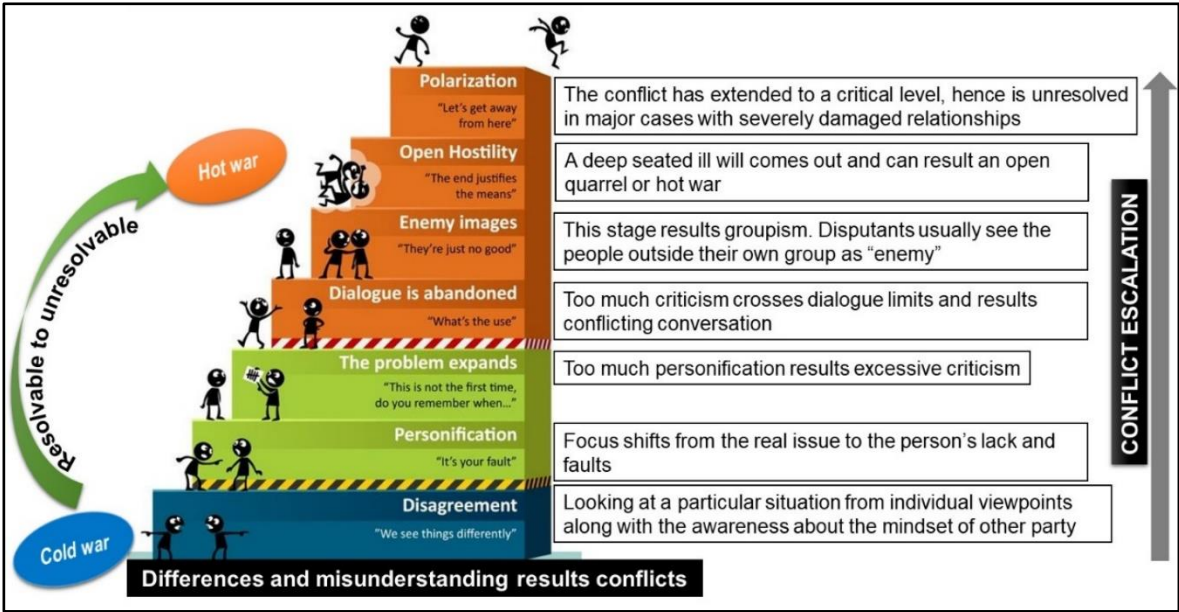 Polarization
"Let's get away
from here"
The conflict has extended to a critical level, hence is unresolved
in major cases with severely damaged relationships
Open Hostility
"The end justifies
the means"
A deep seated ill will comes out and can result an open
quarrel or hot war
Enemy images
"They're just no good"
This stage results groupism. Disputants usually see the
people outside their own group as "enemy"
Dialogue is abandoned
"What's the use"
Too much criticism crosses dialogue limits and results
conflicting conversation
The problem expands
"This is not the first time,
do you remember when..."
Too much personification results excessive criticism
Personification
"It's your fault"
Focus shifts from the real issue to the person's lack and
faults
Disagreement
"We see things differently"
Looking at a particular situation from individual viewpoints
along with the awareness about the mindset of other party
Hot war
Resolvable to unresolvable
Cold war
CONFLICT ESCALATION
Differences and misunderstanding results conflicts